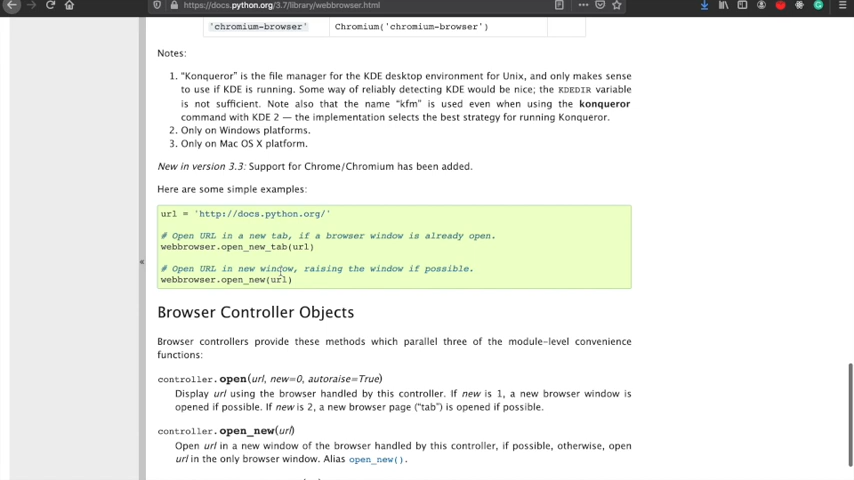 https://docs.python.org/3.7/library/webbrowser.html
'chromium-browser' Chromium('chromium-browser')
Notes:
1. “Konqueror” is the file manager for the KDE desktop environment for Unix, and only makes sense
to use if KDE is running. Some way of reliably detecting KDE would be nice; the KDEDIR variable
is not sufficient. Note also that the name “kfm” is used even when using the konqueror
command with KDE 2 — the implementation selects the best strategy for running Konqueror.
2. Only on Windows platforms.
3. Only on Mac OS X platform.
New in version 3.3: Support for Chrome/Chromium has been added.
Here are some simple examples:
url = 'http://docs.python.org/'
# Open URL in a new tab, if a browser window is already open.
webbrowser.open_new_tab(url)
# Open URL in new window, raising the window if possible.
webbrowser.open_new(url)
«
Browser Controller Objects
Browser controllers provide these methods which parallel three of the module-level convenience
functions:
controller.open(url, new=0, autoraise=True)
Display url using the browser handled by this controller. If new is 1, a new browser window is
opened if possible. If new is 2, a new browser page (“tab”) is opened if possible.
controller.open_new(url)
Open url in a new window of the browser handled by this controller, if possible, otherwise, open
url in the only browser window. Alias open_new().